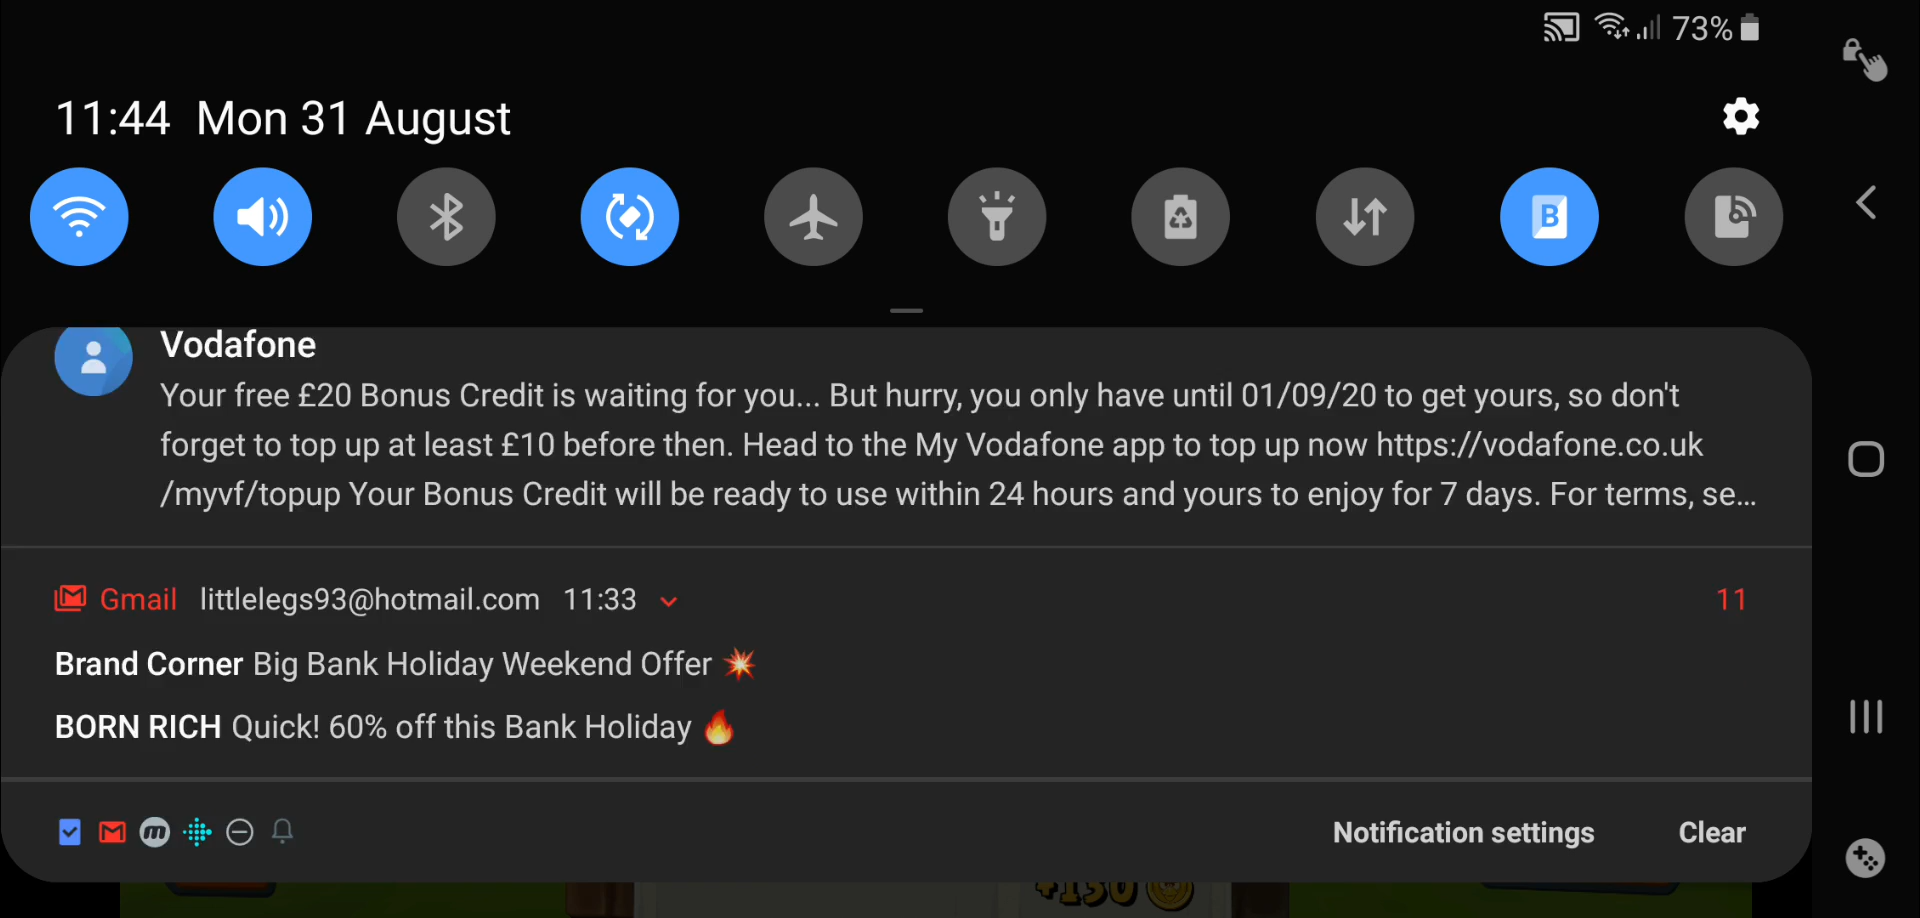 73%
11:44 Mon 31 August
B
Vodafone
Your free £20 Bonus Credit is waiting for you... But hurry, you only have until 01/09/20 to get yours, so don't
forget to top up at least £10 before then. Head to the My Vodafone app to top up now https://vodafone.co.uk
/myvf/topup Your Bonus Credit will be ready to use within 24 hours and yours to enjoy for 7 days. For terms, se...
Gmail littlelegs93@hotmail.com 11:33 11
Brand Corner Big Bank Holiday Weekend Offer 💥
BORN RICH Quick! 60% off this Bank Holiday 🔥
m
Notification settings Clear
+130